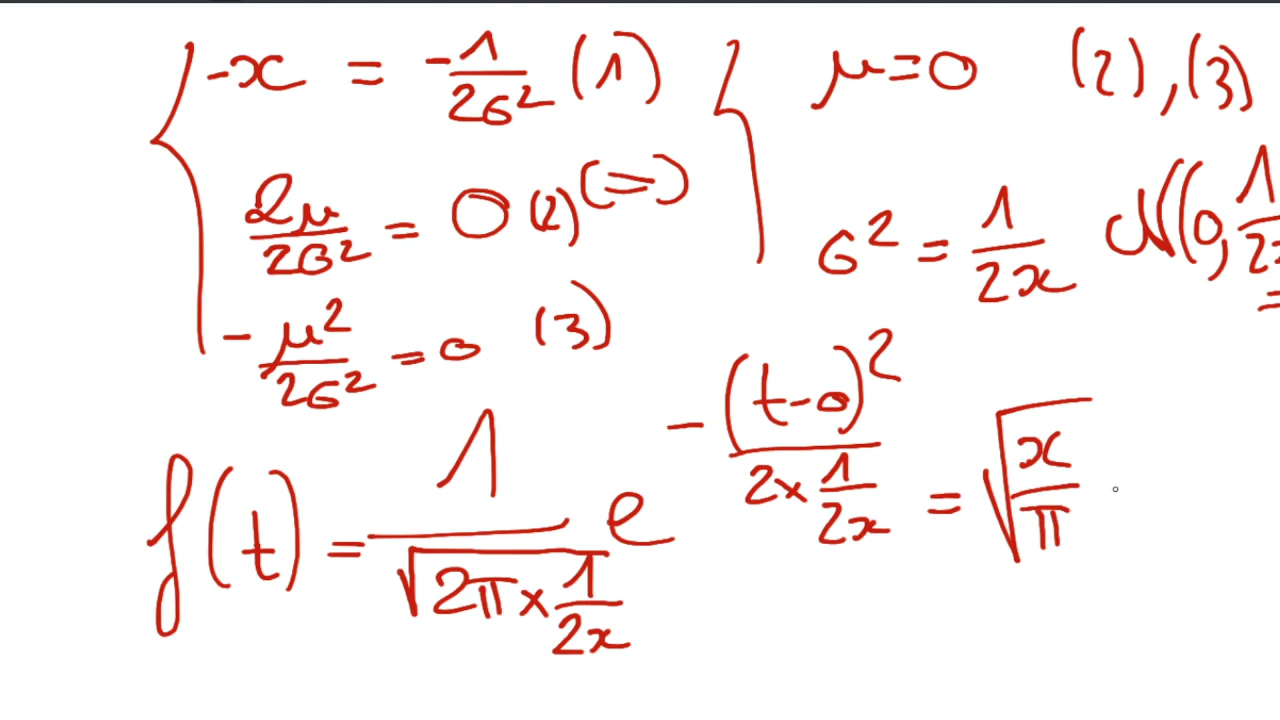 -x = -1/(2σ²) (1) { μ=0 (2),(3)
2μ/(2σ²) = 0 (2) (=) σ² = 1/(2x) N(0, 1/(2x
-μ²/(2σ²) = 0 (3)
f(t) = 1/√(2π × 1/(2x)) e^(-(t-0)²/(2 × 1/(2x))) = √(x/π)